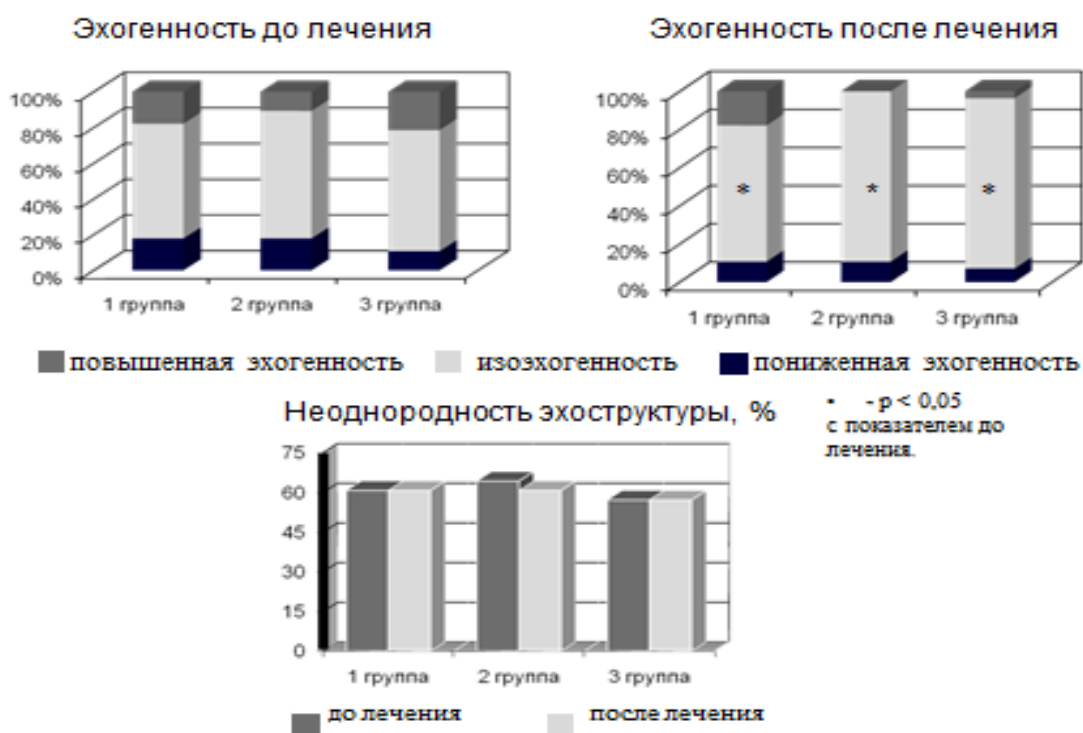 Эхогенность до лечения
Эхогенность после лечения
100%
80%
60%
40%
20%
0%
1 группа 2 группа 3 группа
100%
80%
60%
40%
20%
0%
* * *
1 группа 2 группа 3 группа
повышенная эхогенность изоэхогенность пониженная эхогенность
• - p < 0,05
с показателем до
лечения.
Неоднородность эхоструктуры, %
75
60
45
30
15
0
1 группа 2 группа 3 группа
до лечения после лечения